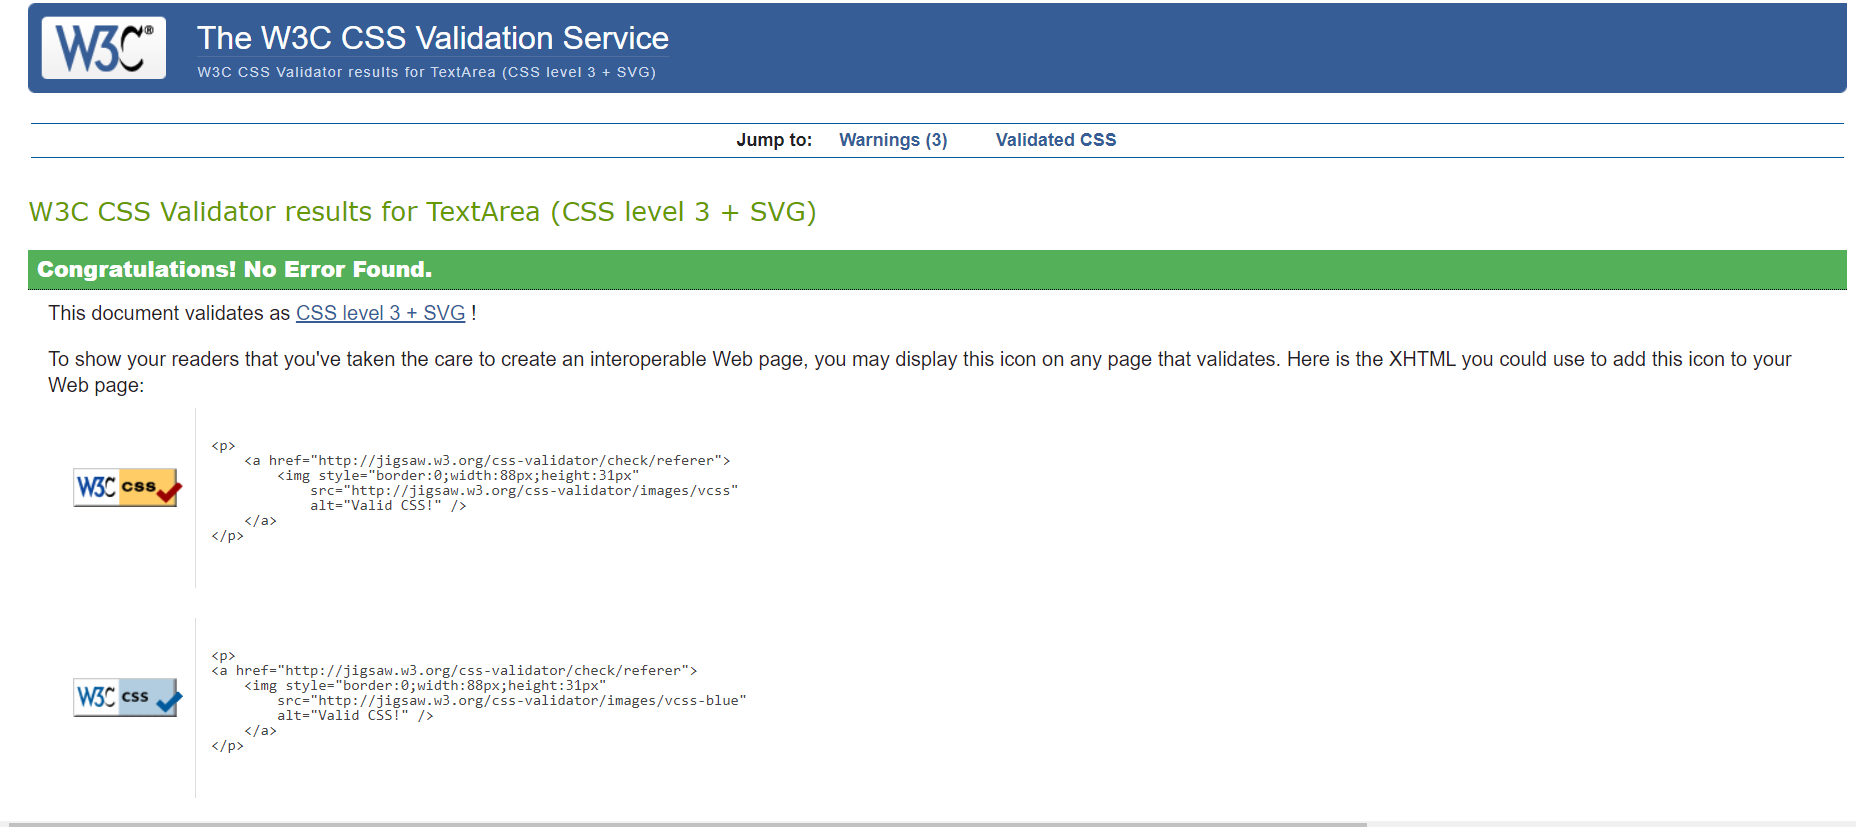 W3C®
The W3C CSS Validation Service
W3C CSS Validator results for TextArea (CSS level 3 + SVG)
Jump to: Warnings (3) Validated CSS
W3C CSS Validator results for TextArea (CSS level 3 + SVG)
Congratulations! No Error Found.
This document validates as CSS level 3 + SVG !
To show your readers that you've taken the care to create an interoperable Web page, you may display this icon on any page that validates. Here is the XHTML you could use to add this icon to your
Web page:
W3C css
<p>
    <a href="http://jigsaw.w3.org/css-validator/check/referer">
        <img style="border:0;width:88px;height:31px"
            src="http://jigsaw.w3.org/css-validator/images/vcss"
            alt="Valid CSS!" />
    </a>
</p>
W3C css
<p>
<a href="http://jigsaw.w3.org/css-validator/check/referer">
    <img style="border:0;width:88px;height:31px"
        src="http://jigsaw.w3.org/css-validator/images/vcss-blue"
        alt="Valid CSS!" />
    </a>
</p>